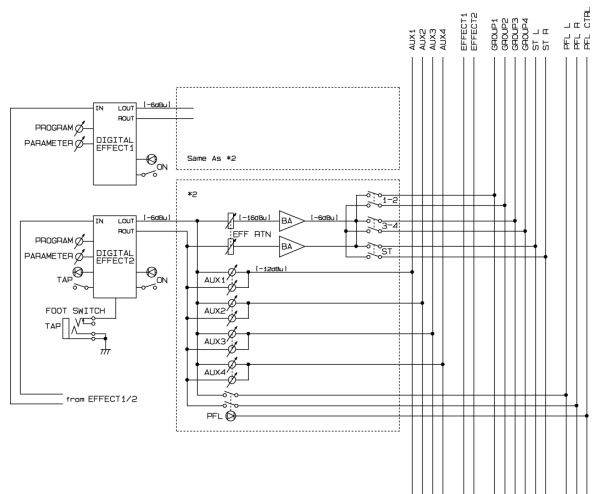 AUX1
AUX2
AUX3
AUX4
EFFECT1
EFFECT2
GROUP1
GROUP2
GROUP3
GROUP4
ST L
ST R
PFL L
PFL R
PFL CTRL
IN LOUT [-6dBu]
ROUT
PROGRAM
PARAMETER
DIGITAL
EFFECT1
ON
Same As *2
*2
IN LOUT [-6dBu]
ROUT
[-16dBu] BA [-6dBu]
EFF RTN
BA
1-2
3-4
ST
PROGRAM
PARAMETER
DIGITAL
EFFECT2
TAP
ON
[-12dBu]
AUX1
AUX2
AUX3
AUX4
PFL
FOOT SWITCH
TAP
from EFFECT1/2